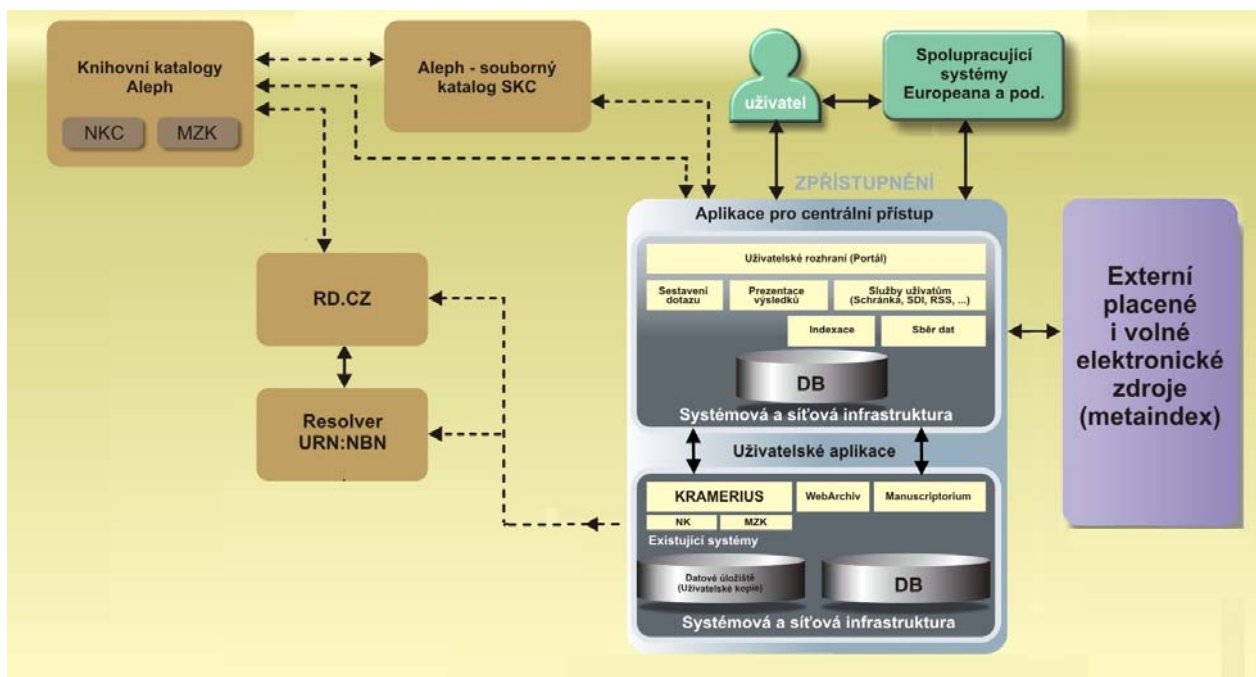 Knihovní katalogy
Aleph
NKC
MZK
Aleph - souborný
katalog SKC
uživatel
Spolupracující
systémy
Europeana a pod.
ZPŘÍSTUPNĚNÍ
Aplikace pro centrální přístup
Uživatelské rozhraní (Portál)
Sestavení
dotazu
Prezentace
výsledků
Služby uživatům
(Schránka, SDI, RSS, ...)
Indexace
Sběr dat
DB
Systémová a síťová infrastruktura
Externí
placené
i volné
elektronické
zdroje
(metaindex)
RD.CZ
Resolver
URN:NBN
Uživatelské aplikace
KRAMERIUS
WebArchiv
Manuscriptorium
NK
MZK
Existující systémy
Datové úložiště
(Uživatelské kopie)
DB
Systémová a síťová infrastruktura